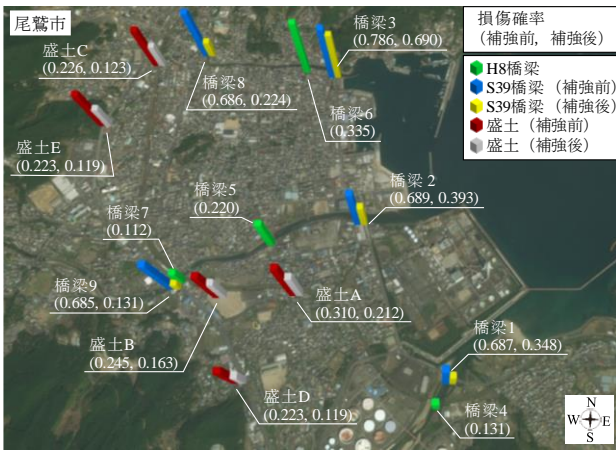 尾鷲市
損傷確率
(補強前, 補強後)
H8橋梁
S39橋梁(補強前)
S39橋梁(補強後)
盛土(補強前)
盛土(補強後)
盛土C
(0.226, 0.123)
橋梁8
(0.686, 0.224)
橋梁3
(0.786, 0.690)
橋梁6
(0.335)
盛土E
(0.223, 0.119)
橋梁5
(0.220)
橋梁 2
(0.689, 0.393)
橋梁7
(0.112)
橋梁9
(0.685, 0.131)
盛土A
(0.310, 0.212)
盛土B
(0.245, 0.163)
橋梁1
(0.687, 0.348)
盛土D
(0.223, 0.119)
橋梁4
(0.131)
N
W E
S